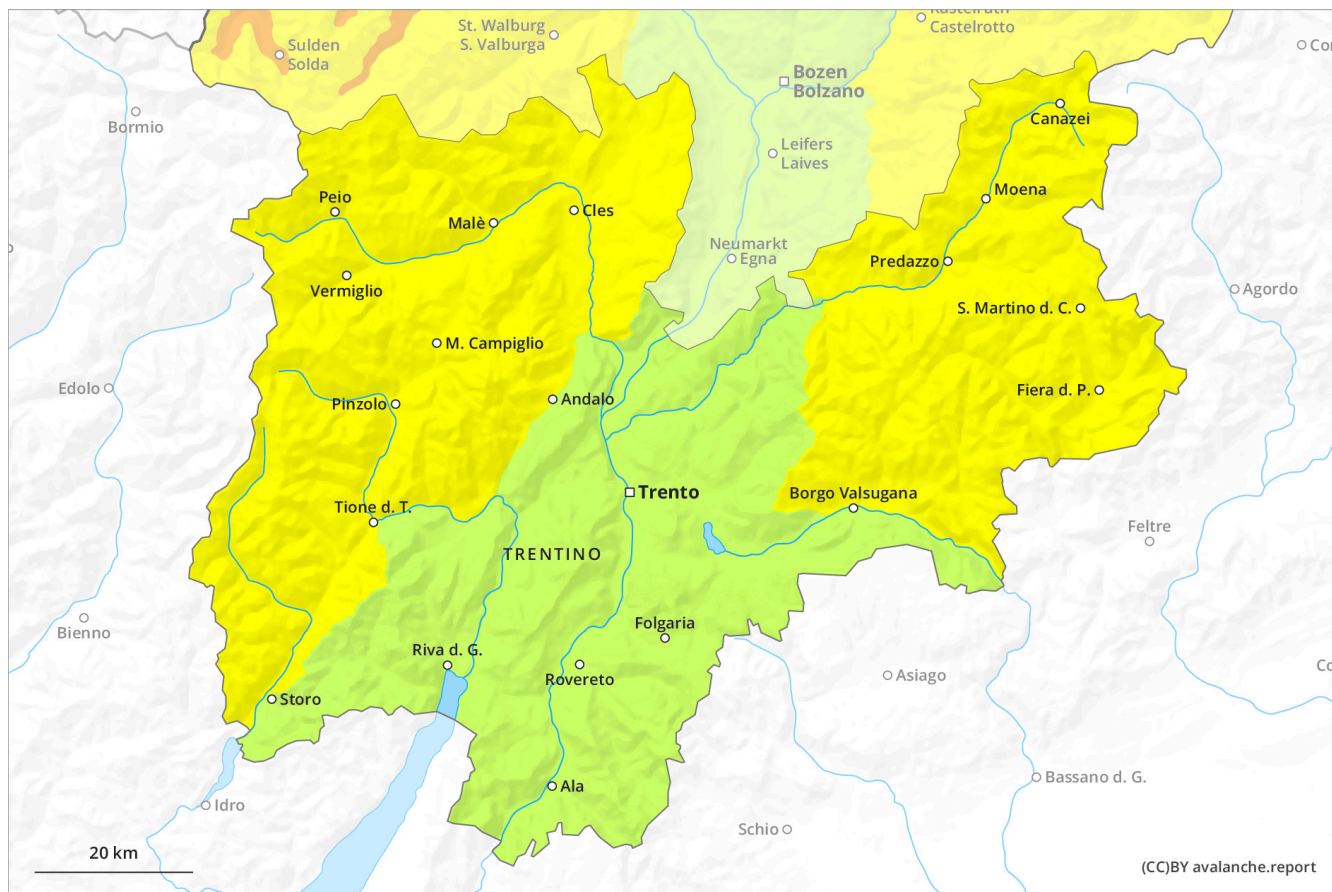 Kastelruth
Castelrotto
St. Walburg
S. Valburga
Sulden
Solda
Bozen
Bolzano
Canazei
Bormio
Leifers
Laives
Moena
Peio
Malè
Cles
Neumarkt
Egna
Predazzo
Vermiglio
Agordo
S. Martino d. C.
M. Campiglio
Edolo
Fiera d. P.
Pinzolo
Andalo
Trento
Borgo Valsugana
Tione d. T.
Feltre
TRENTINO
Bienno
Folgaria
Riva d. G.
Rovereto
Asiago
Storo
Ala
Bassano d. G.
Idro
Schio
20 km
(CC)BY avalanche.report